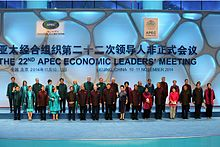 APEC
亚太经合组织第二十二次领导人非正式会议
THE 22ND APEC ECONOMIC LEADERS' MEETING
BEIJING, CHINA 10-11 NOVEMBER 2014